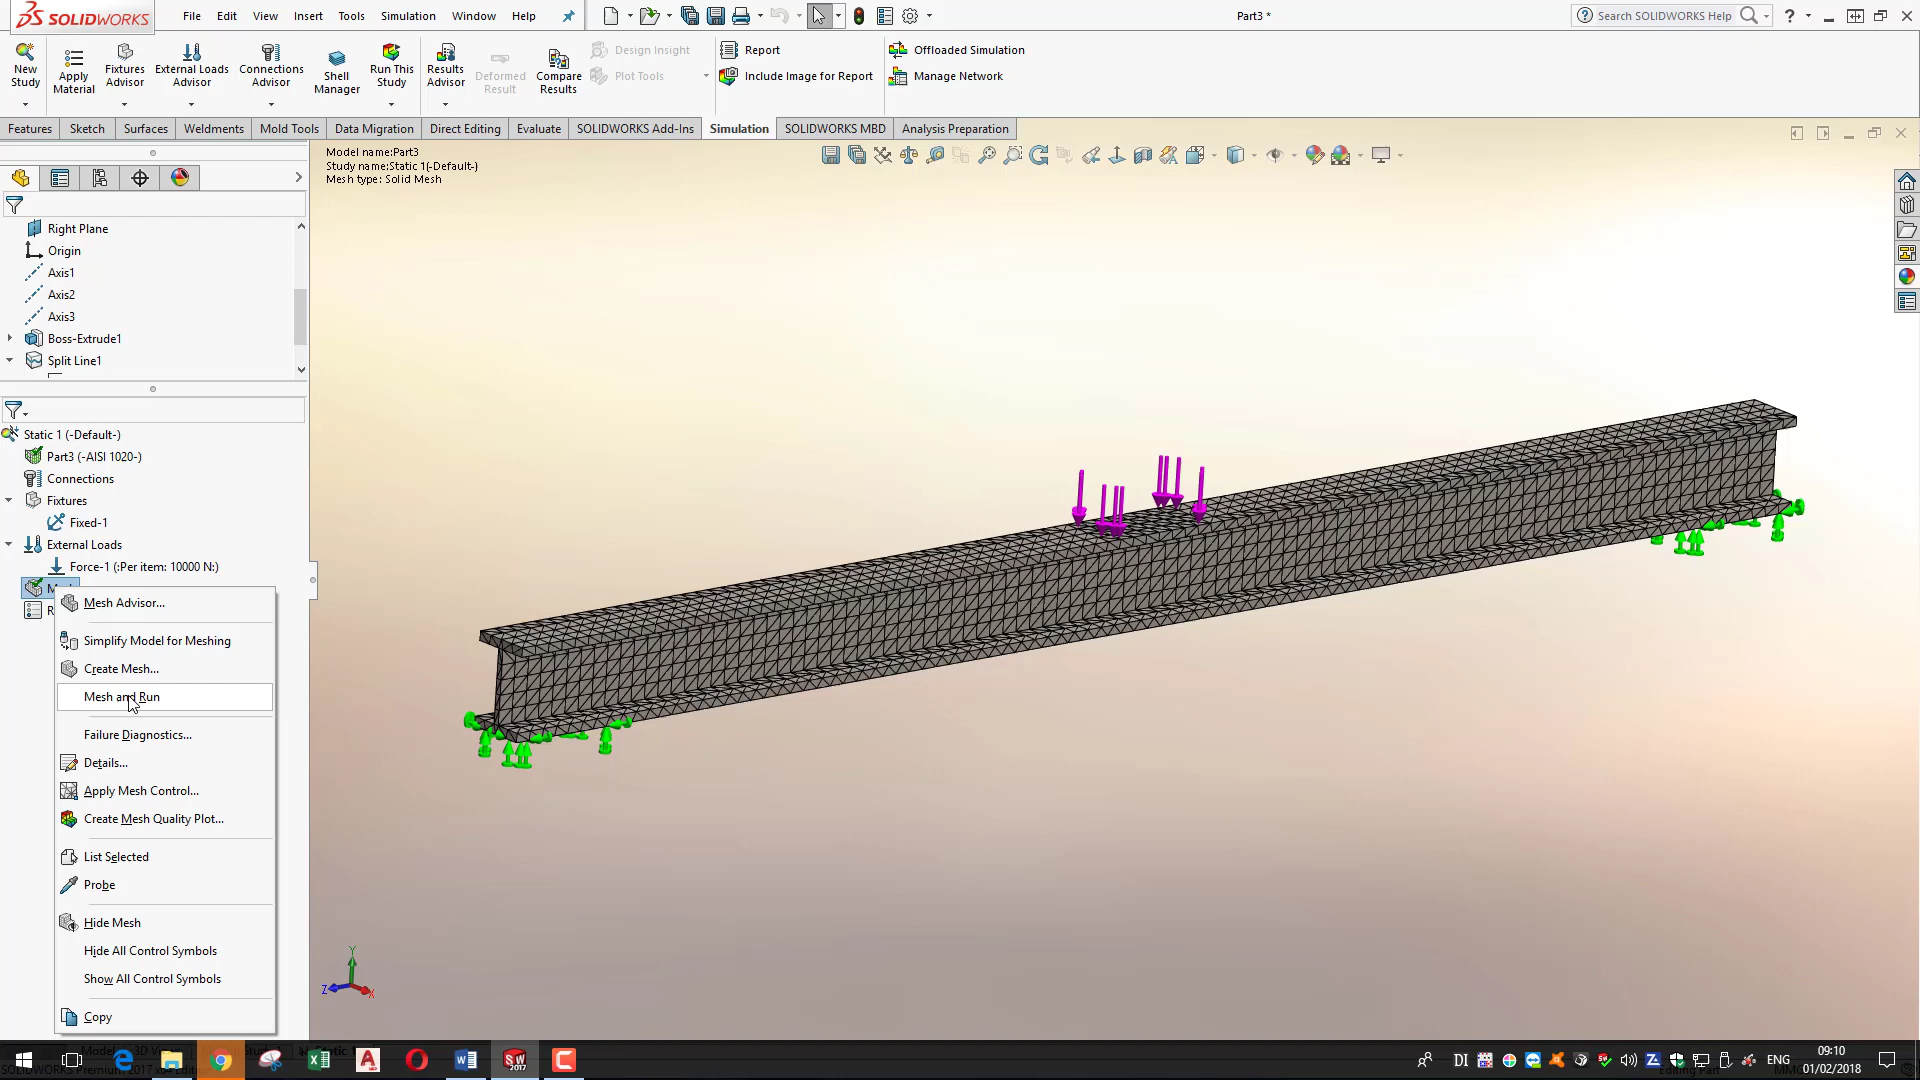 SOLIDWORKS
File Edit View Insert Tools Simulation Window Help
Part3 *
Search SOLIDWORKS Help
New Study
Apply Material
Fixtures Advisor
External Loads Advisor
Connections Advisor
Shell Manager
Run This Study
Results Advisor
Deformed Result
Compare Results
Design Insight
Plot Tools
Report
Include Image for Report
Offloaded Simulation
Manage Network
Features Sketch Surfaces Weldments Mold Tools Data Migration Direct Editing Evaluate SOLIDWORKS Add-Ins Simulation SOLIDWORKS MBD Analysis Preparation
Model name:Part3
Study name:Static 1(-Default-)
Mesh type: Solid Mesh
Right Plane
Origin
Axis1
Axis2
Axis3
Boss-Extrude1
Split Line1
Static 1 (-Default-)
Part3 (-AISI 1020-)
Connections
Fixtures
Fixed-1
External Loads
Force-1 (:Per item: 10000 N:)
Mesh Advisor...
Simplify Model for Meshing
Create Mesh...
Mesh and Run
Failure Diagnostics...
Details...
Apply Mesh Control...
Create Mesh Quality Plot...
List Selected
Probe
Hide Mesh
Hide All Control Symbols
Show All Control Symbols
Copy
Y
Z X
SW
2017
DI
ENG
09:10
01/02/2018